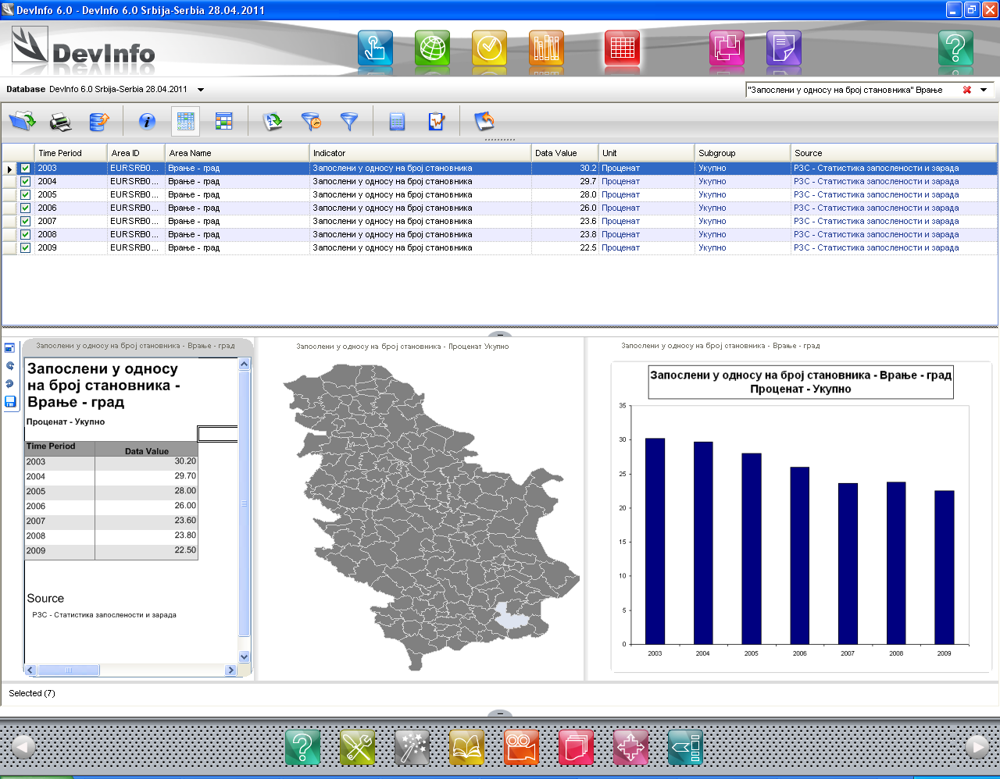 DevInfo 6.0 - DevInfo 6.0 Srbija-Serbia 28.04.2011
DevInfo
Database DevInfo 6.0 Srbija-Serbia 28.04.2011
"Запослени у односу на број становника" Врање
Time Period Area ID Area Name Indicator Data Value Unit Subgroup Source
2003 EURSRB0... Врање - град Запослени у односу на број становника 30.2 Проценат Укупно РЗС - Статистика запослености и зарада
2004 EURSRB0... Врање - град Запослени у односу на број становника 29.7 Проценат Укупно РЗС - Статистика запослености и зарада
2005 EURSRB0... Врање - град Запослени у односу на број становника 28.0 Проценат Укупно РЗС - Статистика запослености и зарада
2006 EURSRB0... Врање - град Запослени у односу на број становника 26.0 Проценат Укупно РЗС - Статистика запослености и зарада
2007 EURSRB0... Врање - град Запослени у односу на број становника 23.6 Проценат Укупно РЗС - Статистика запослености и зарада
2008 EURSRB0... Врање - град Запослени у односу на број становника 23.8 Проценат Укупно РЗС - Статистика запослености и зарада
2009 EURSRB0... Врање - град Запослени у односу на број становника 22.5 Проценат Укупно РЗС - Статистика запослености и зарада
Запослени у односу на број становника - Врање - град
Запослени у односу
на број становника -
Врање - град
Проценат - Укупно
Time Period Data Value
2003 30.20
2004 29.70
2005 28.00
2006 26.00
2007 23.60
2008 23.80
2009 22.50
Source
РЗС - Статистика запослености и зарада
Запослени у односу на број становника - Проценат Укупно
Запослени у односу на број становника - Врање - град
Запослени у односу на број становника - Врање - град
Проценат - Укупно
35
30
25
20
15
10
5
0
2003 2004 2005 2006 2007 2008 2009
Selected (7)